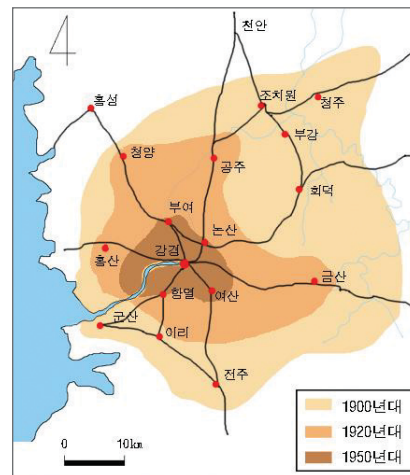 천안
홍성
조치원
청주
부강
청양
공주
회덕
부여
논산
강경
홍산
금산
함열
여산
군산
이리
전주
0
10㎞
1900년대
1920년대
1950년대